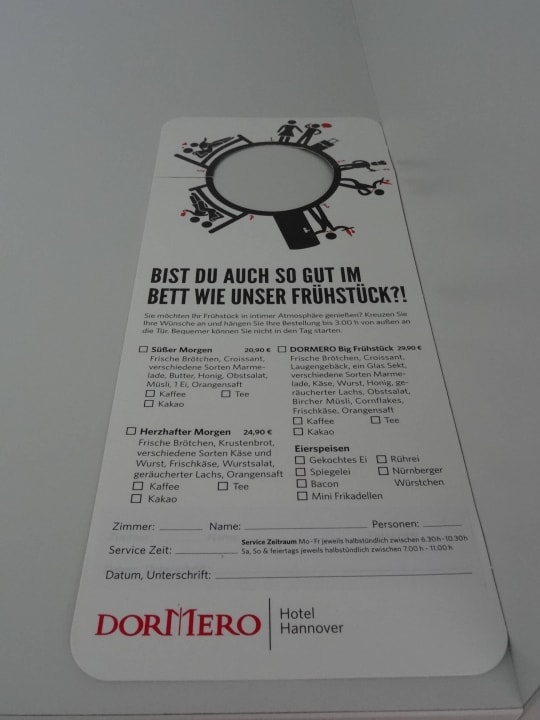 BIST DU AUCH SO GUT IM
BETT WIE UNSER FRÜHSTÜCK?!
Sie möchten Ihr Frühstück in intimer Atmosphäre genießen? Kreuzen Sie
Ihre Wünsche an und hängen Sie Ihre Bestellung bis 3.00 h von außen an
die Tür. Bequemer können Sie nicht in den Tag starten.
Süßer Morgen 20,90 €
Frische Brötchen, Croissant,
verschiedene Sorten Marme-
lade, Butter, Honig, Obstsalat,
Müsli, 1 Ei, Orangensaft
Kaffee Tee
Kakao
Herzhafter Morgen 24,90 €
Frische Brötchen, Krustenbrot,
verschiedene Sorten Käse und
Wurst, Frischkäse, Wurstsalat,
geräucherter Lachs, Orangensaft
Kaffee Tee
Kakao
DORMERO Big Frühstück 29,90 €
Frische Brötchen, Croissant,
Laugengebäck, ein Glas Sekt,
verschiedene Sorten Marme-
lade, Käse, Wurst, Honig, ge-
räucherter Lachs, Obstsalat,
Bircher Müsli, Cornflakes,
Frischkäse, Orangensaft
Kaffee Tee
Kakao
Eierspeisen
Gekochtes Ei Rührei
Spiegelei Nürnberger
Bacon Würstchen
Mini Frikadellen
Zimmer: Name: Personen:
Service Zeit: Service Zeitraum Mo - Fr jeweils halbstündlich zwischen 6.30 h - 10.30 h
Sa, So & feiertags jeweils halbstündlich zwischen 7.00 h - 11.00 h
Datum, Unterschrift:
DORMERO Hotel
Hannover